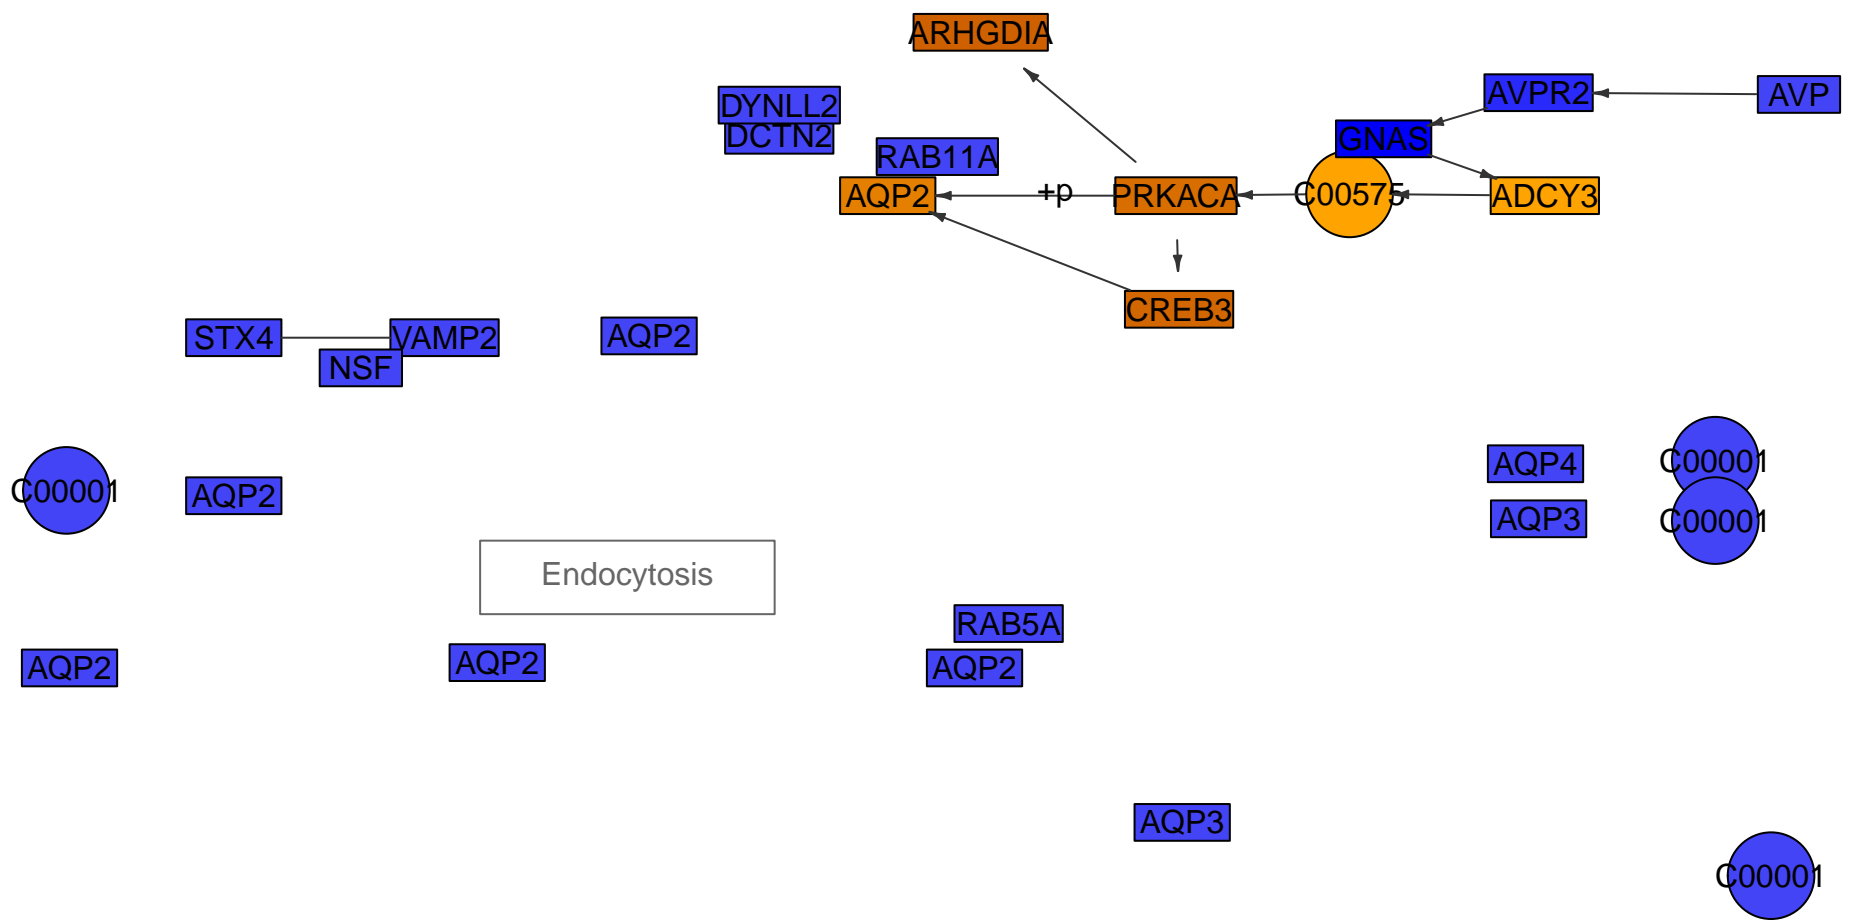 ARHGDIA
DYNLL2
AVPR2
AVP
DCTN2
GNAS
RAB11A
AQP2
+p
PRKACA
C00575
ADCY3
CREB3
STX4
VAMP2
AQP2
NSF
C00001
AQP2
AQP4
C00001
AQP3
C00001
Endocytosis
RAB5A
AQP2
AQP2
AQP2
AQP3
C00001